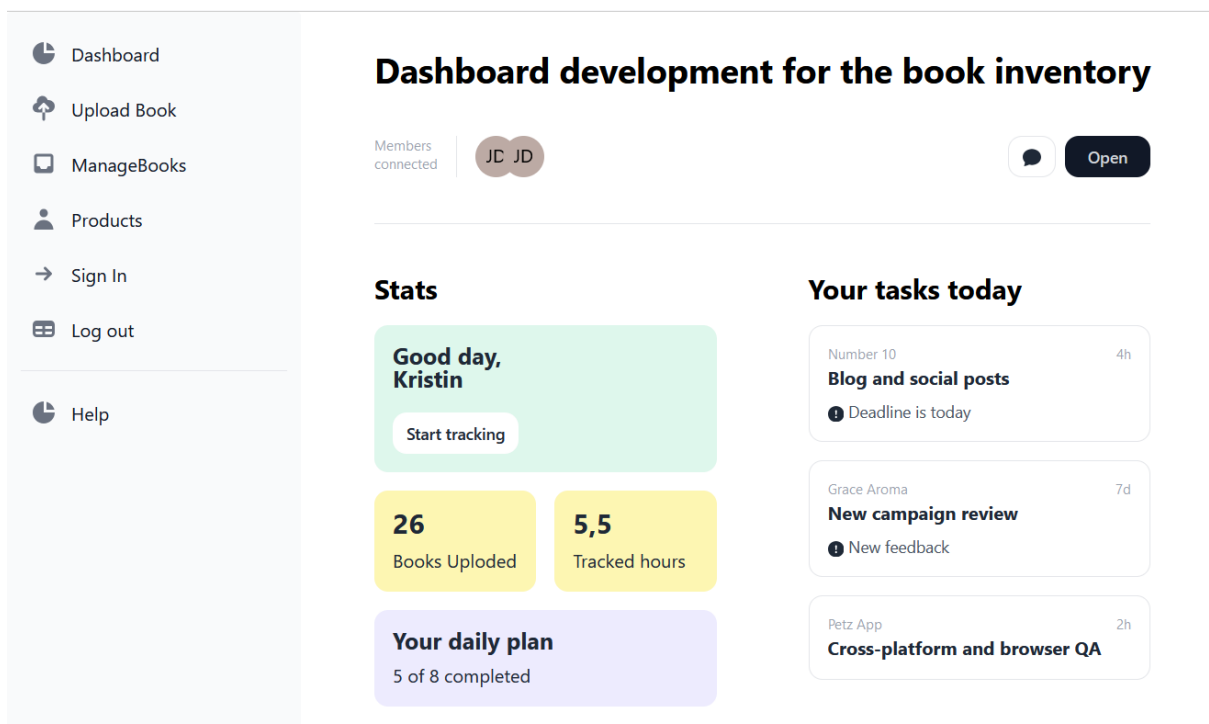 Dashboard
Upload Book
ManageBooks
Products
Sign In
Log out
Help
Dashboard development for the book inventory
Members
connected
JD JD
Open
Stats
Good day,
Kristin
Start tracking
26
Books Uploded
5,5
Tracked hours
Your daily plan
5 of 8 completed
Your tasks today
Number 10 4h
Blog and social posts
Deadline is today
Grace Aroma 7d
New campaign review
New feedback
Petz App 2h
Cross-platform and browser QA